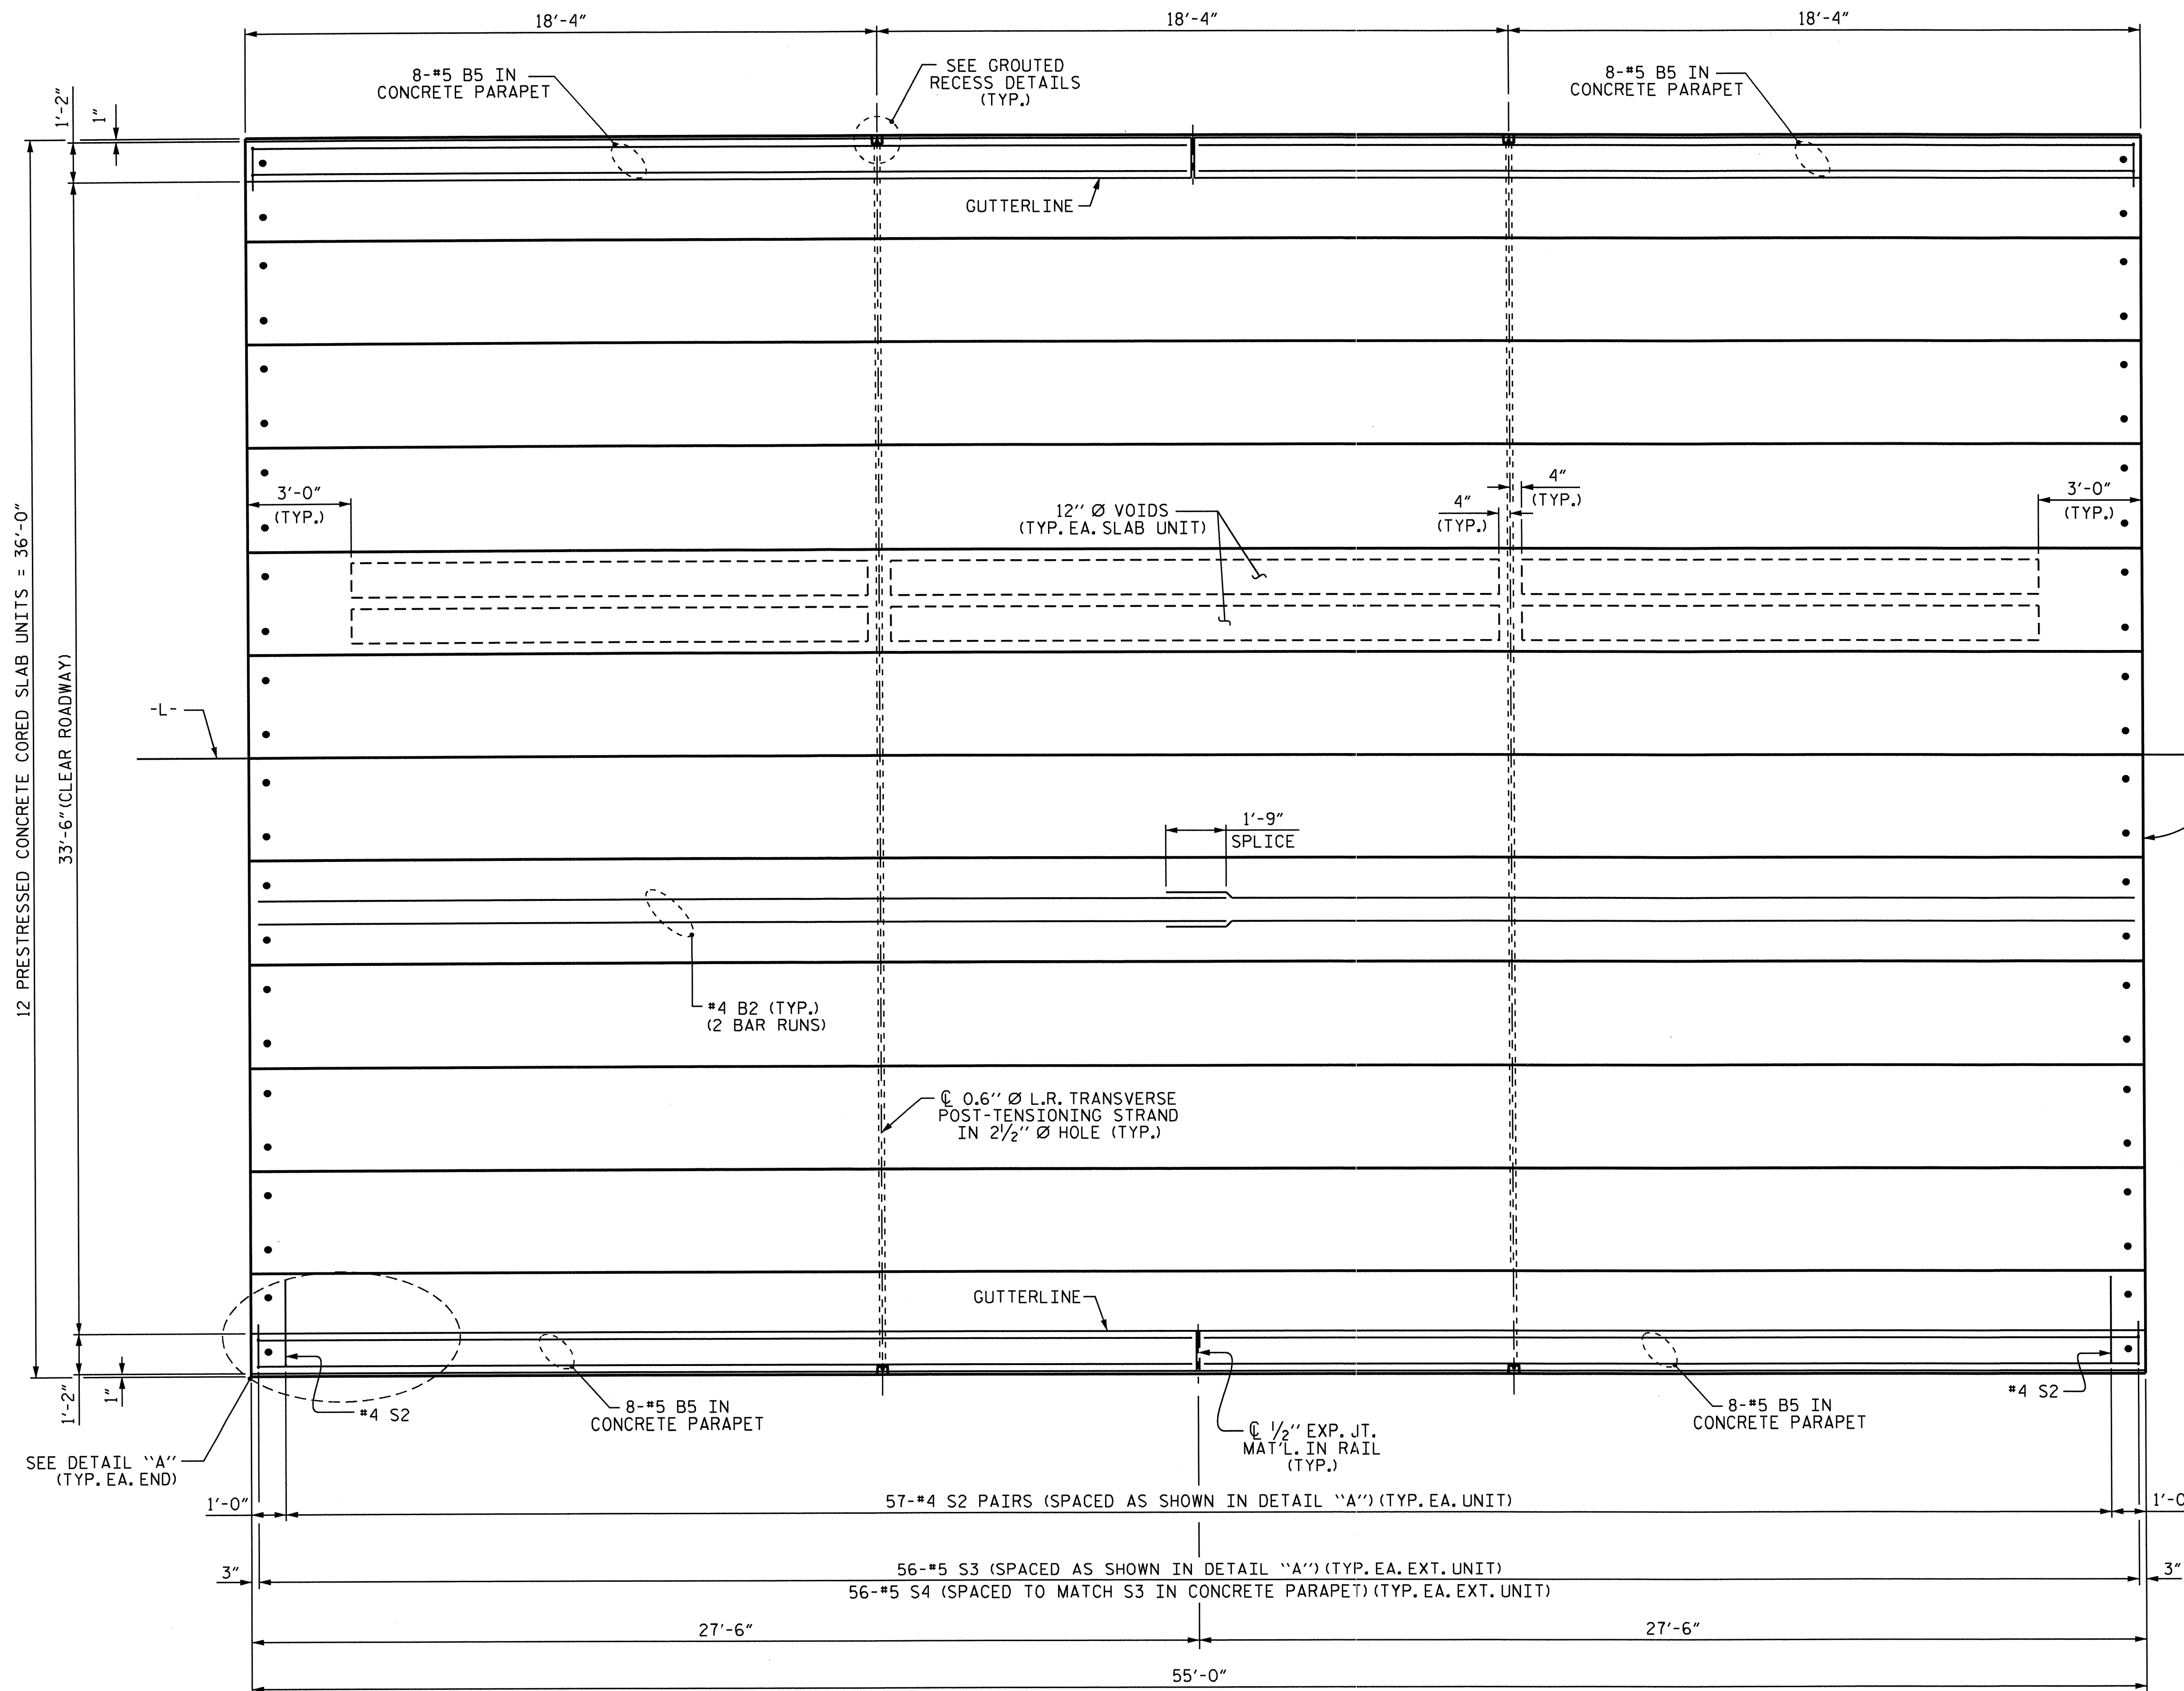 18'-4"
18'-4"
18'-4"
8-#5 B5 IN
CONCRETE PARAPET
SEE GROUTED
RECESS DETAILS
(TYP.)
8-#5 B5 IN
CONCRETE PARAPET
1'-2"
1"
GUTTERLINE
12 PRESTRESSED CONCRETE CORED SLAB UNITS = 36'-0"
33'-6" (CLEAR ROADWAY)
3'-0"
(TYP.)
12'' Ø VOIDS
(TYP. EA. SLAB UNIT)
4"
(TYP.)
4"
(TYP.)
3'-0"
(TYP.)
-L-
1'-9"
SPLICE
#4 B2 (TYP.)
(2 BAR RUNS)
℄ 0.6'' Ø L.R. TRANSVERSE
POST-TENSIONING STRAND
IN 2½'' Ø HOLE (TYP.)
GUTTERLINE
1'-2"
1"
#4 S2
8-#5 B5 IN
CONCRETE PARAPET
℄ ½'' EXP. JT.
MAT'L. IN RAIL
(TYP.)
8-#5 B5 IN
CONCRETE PARAPET
#4 S2
SEE DETAIL ``A''
(TYP. EA. END)
1'-0"
57-#4 S2 PAIRS (SPACED AS SHOWN IN DETAIL ``A'') (TYP. EA. UNIT)
1'-0
3"
56-#5 S3 (SPACED AS SHOWN IN DETAIL ``A'') (TYP. EA. EXT. UNIT)
56-#5 S4 (SPACED TO MATCH S3 IN CONCRETE PARAPET) (TYP. EA. EXT. UNIT)
3"
27'-6"
27'-6"
55'-0"